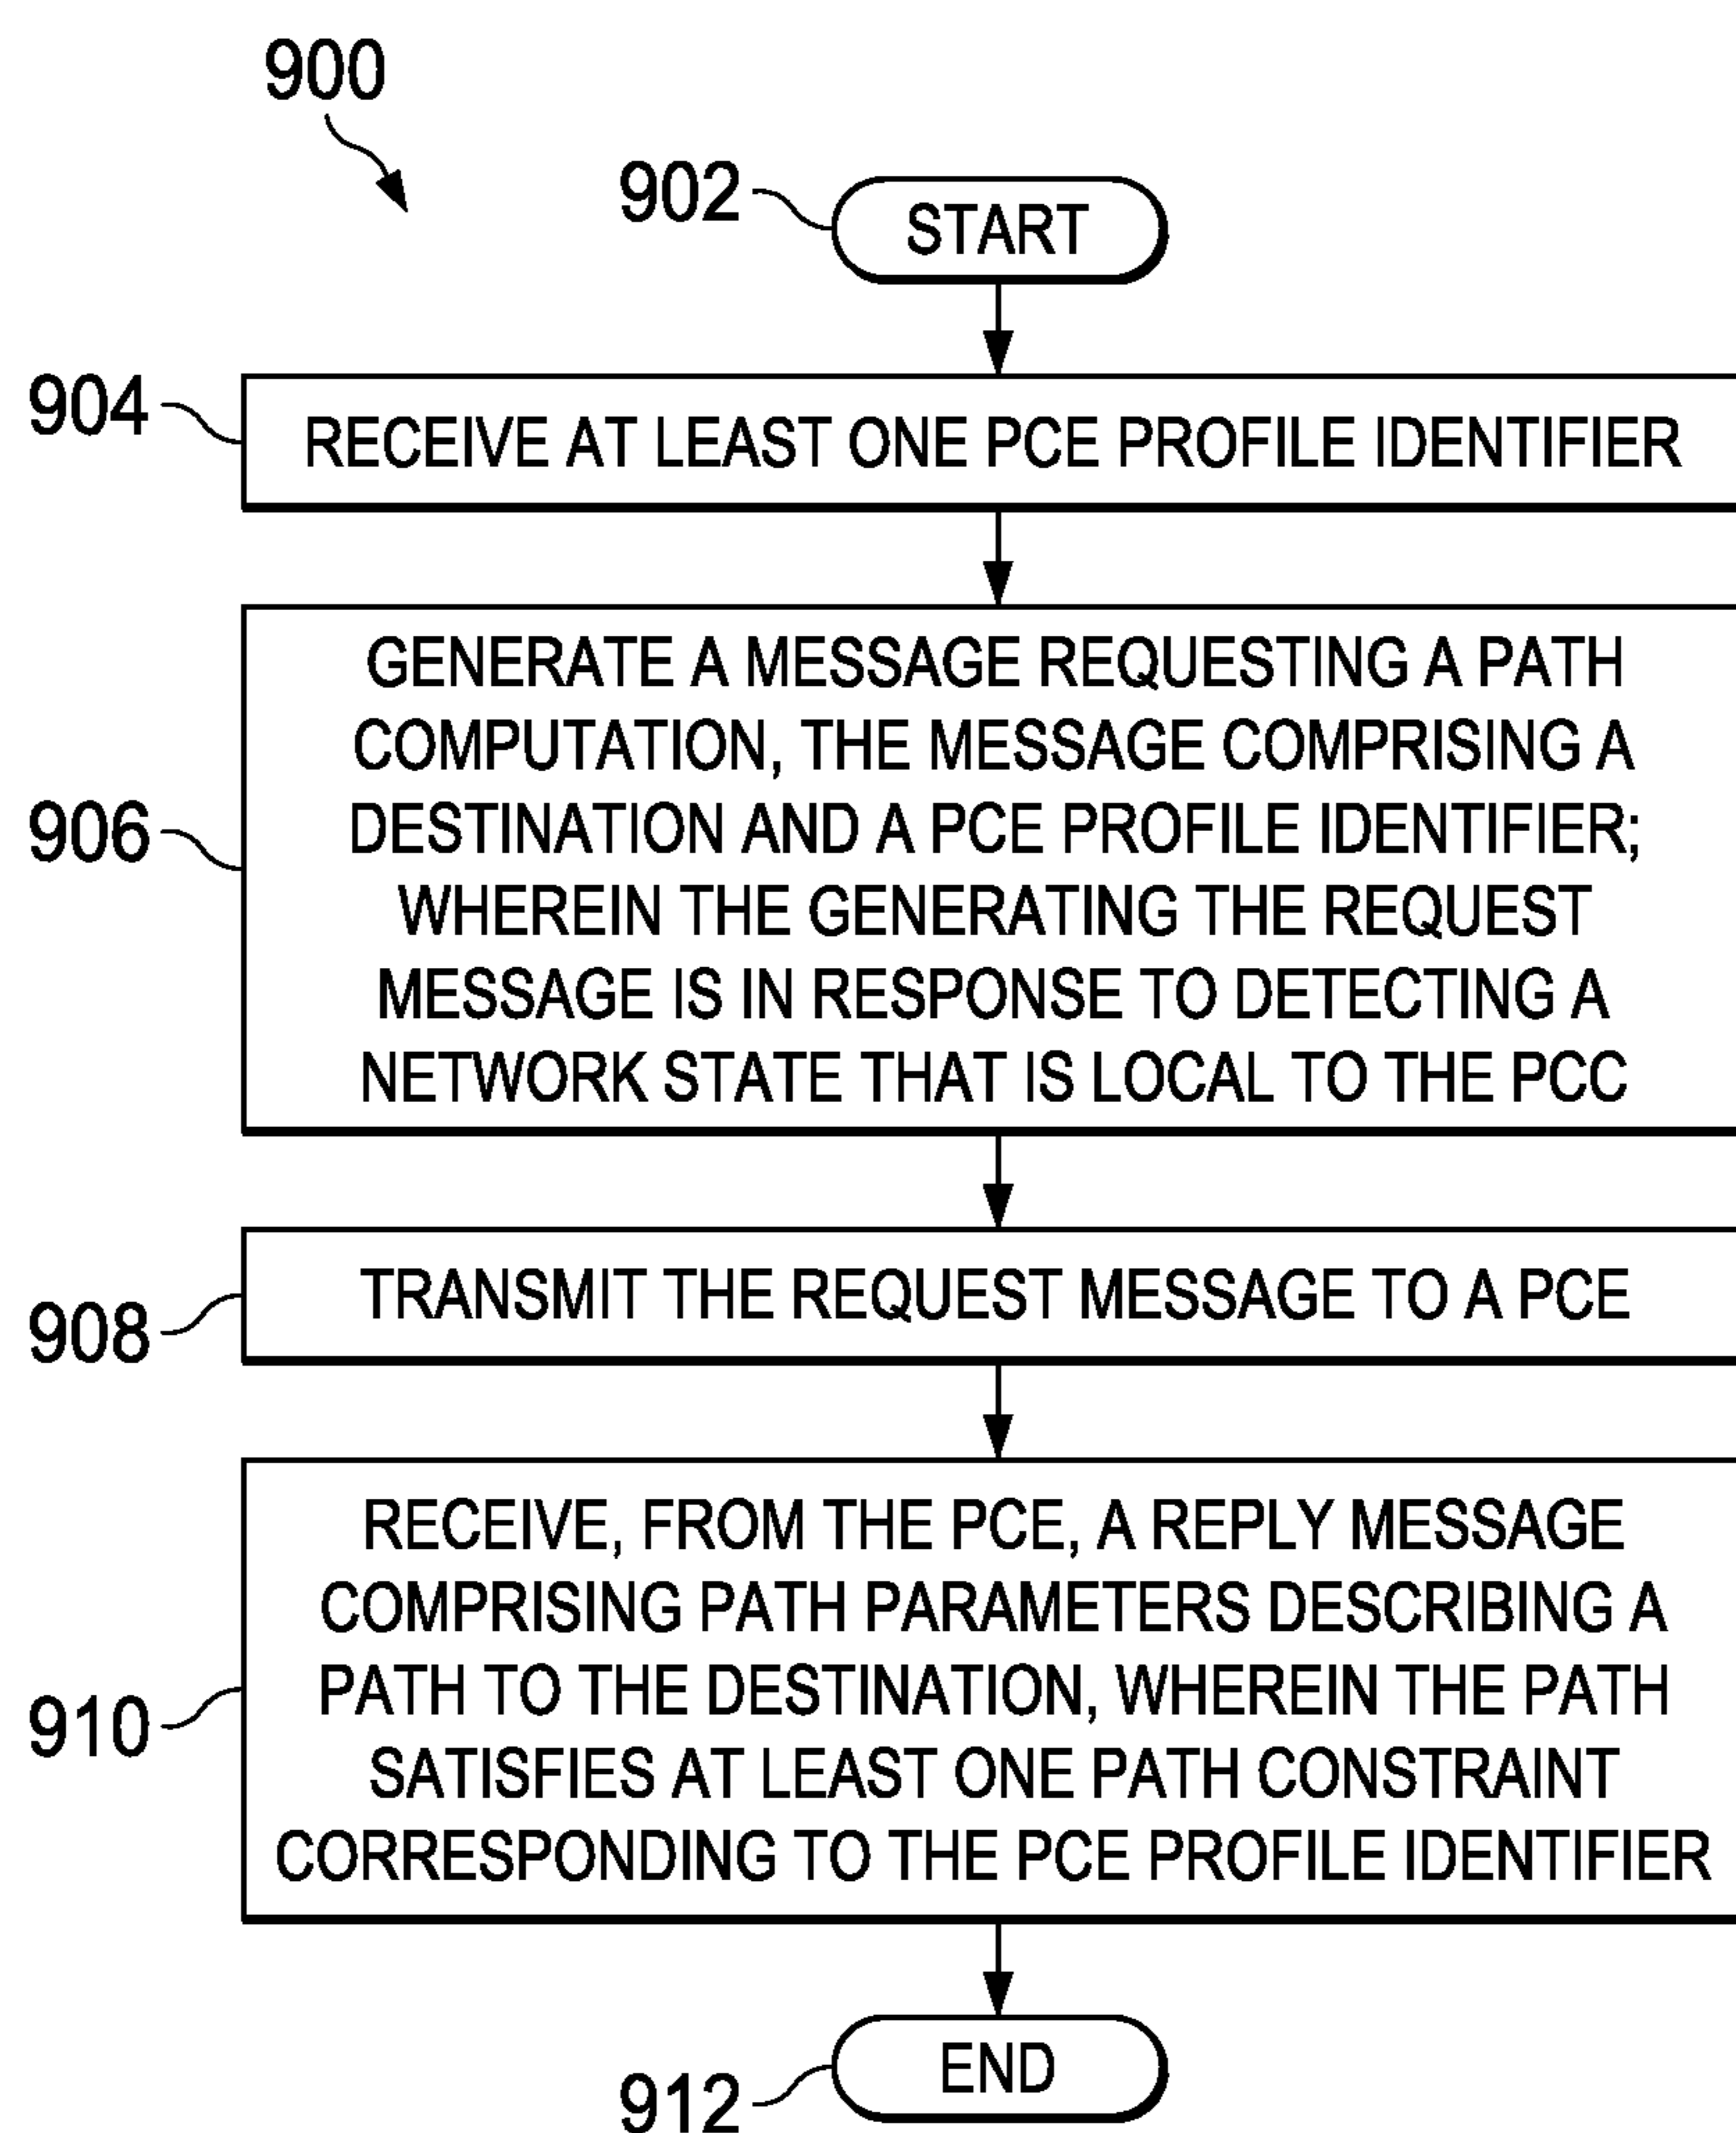 900
902
START
904
RECEIVE AT LEAST ONE PCE PROFILE IDENTIFIER
GENERATE A MESSAGE REQUESTING A PATH
COMPUTATION, THE MESSAGE COMPRISING A
DESTINATION AND A PCE PROFILE IDENTIFIER;
906
WHEREIN THE GENERATING THE REQUEST
MESSAGE IS IN RESPONSE TO DETECTING A
NETWORK STATE THAT IS LOCAL TO THE PCC
TRANSMIT THE REQUEST MESSAGE TO A PCE
908
RECEIVE, FROM THE PCE, A REPLY MESSAGE
COMPRISING PATH PARAMETERS DESCRIBING A
PATH TO THE DESTINATION, WHEREIN THE PATH
910
SATISFIES AT LEAST ONE PATH CONSTRAINT
CORRESPONDING TO THE PCE PROFILE IDENTIFIER
END
912